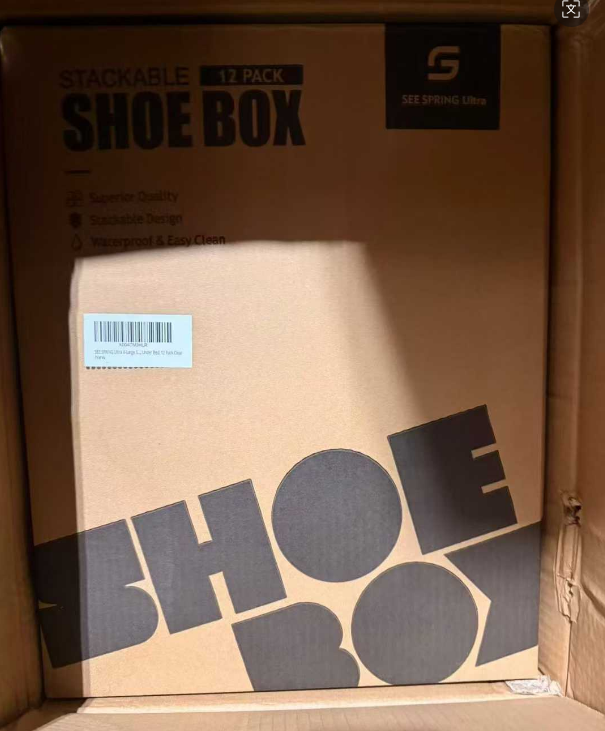 STACKABLE 12 PACK
SHOE BOX
SEE SPRING Ultra
Superior Quality
Stackable Design
Waterproof & Easy Clean
SHOE
BOX